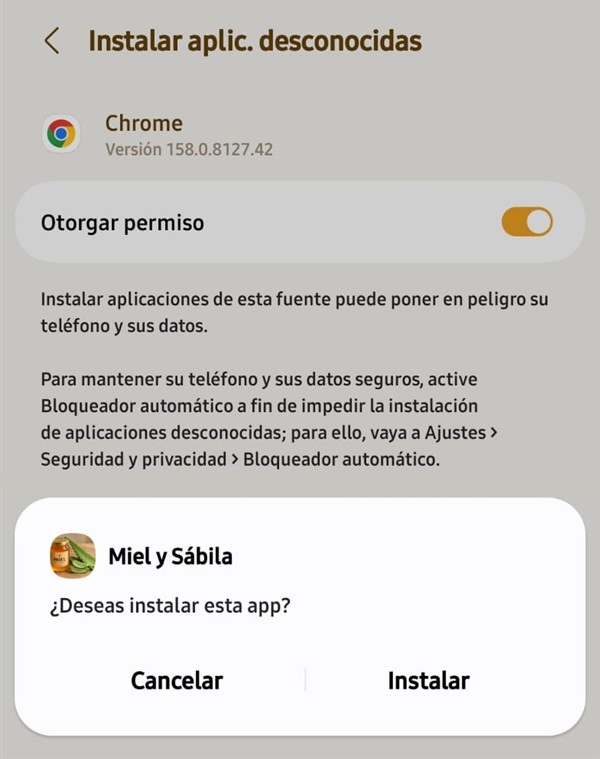 Instalar aplic. desconocidas
Chrome
Versión 158.0.8127.42
Otorgar permiso
Instalar aplicaciones de esta fuente puede poner en peligro su
teléfono y sus datos.
Para mantener su teléfono y sus datos seguros, active
Bloqueador automático a fin de impedir la instalación
de aplicaciones desconocidas; para ello, vaya a Ajustes >
Seguridad y privacidad > Bloqueador automático.
Miel y Sábila
¿Deseas instalar esta app?
Cancelar
Instalar